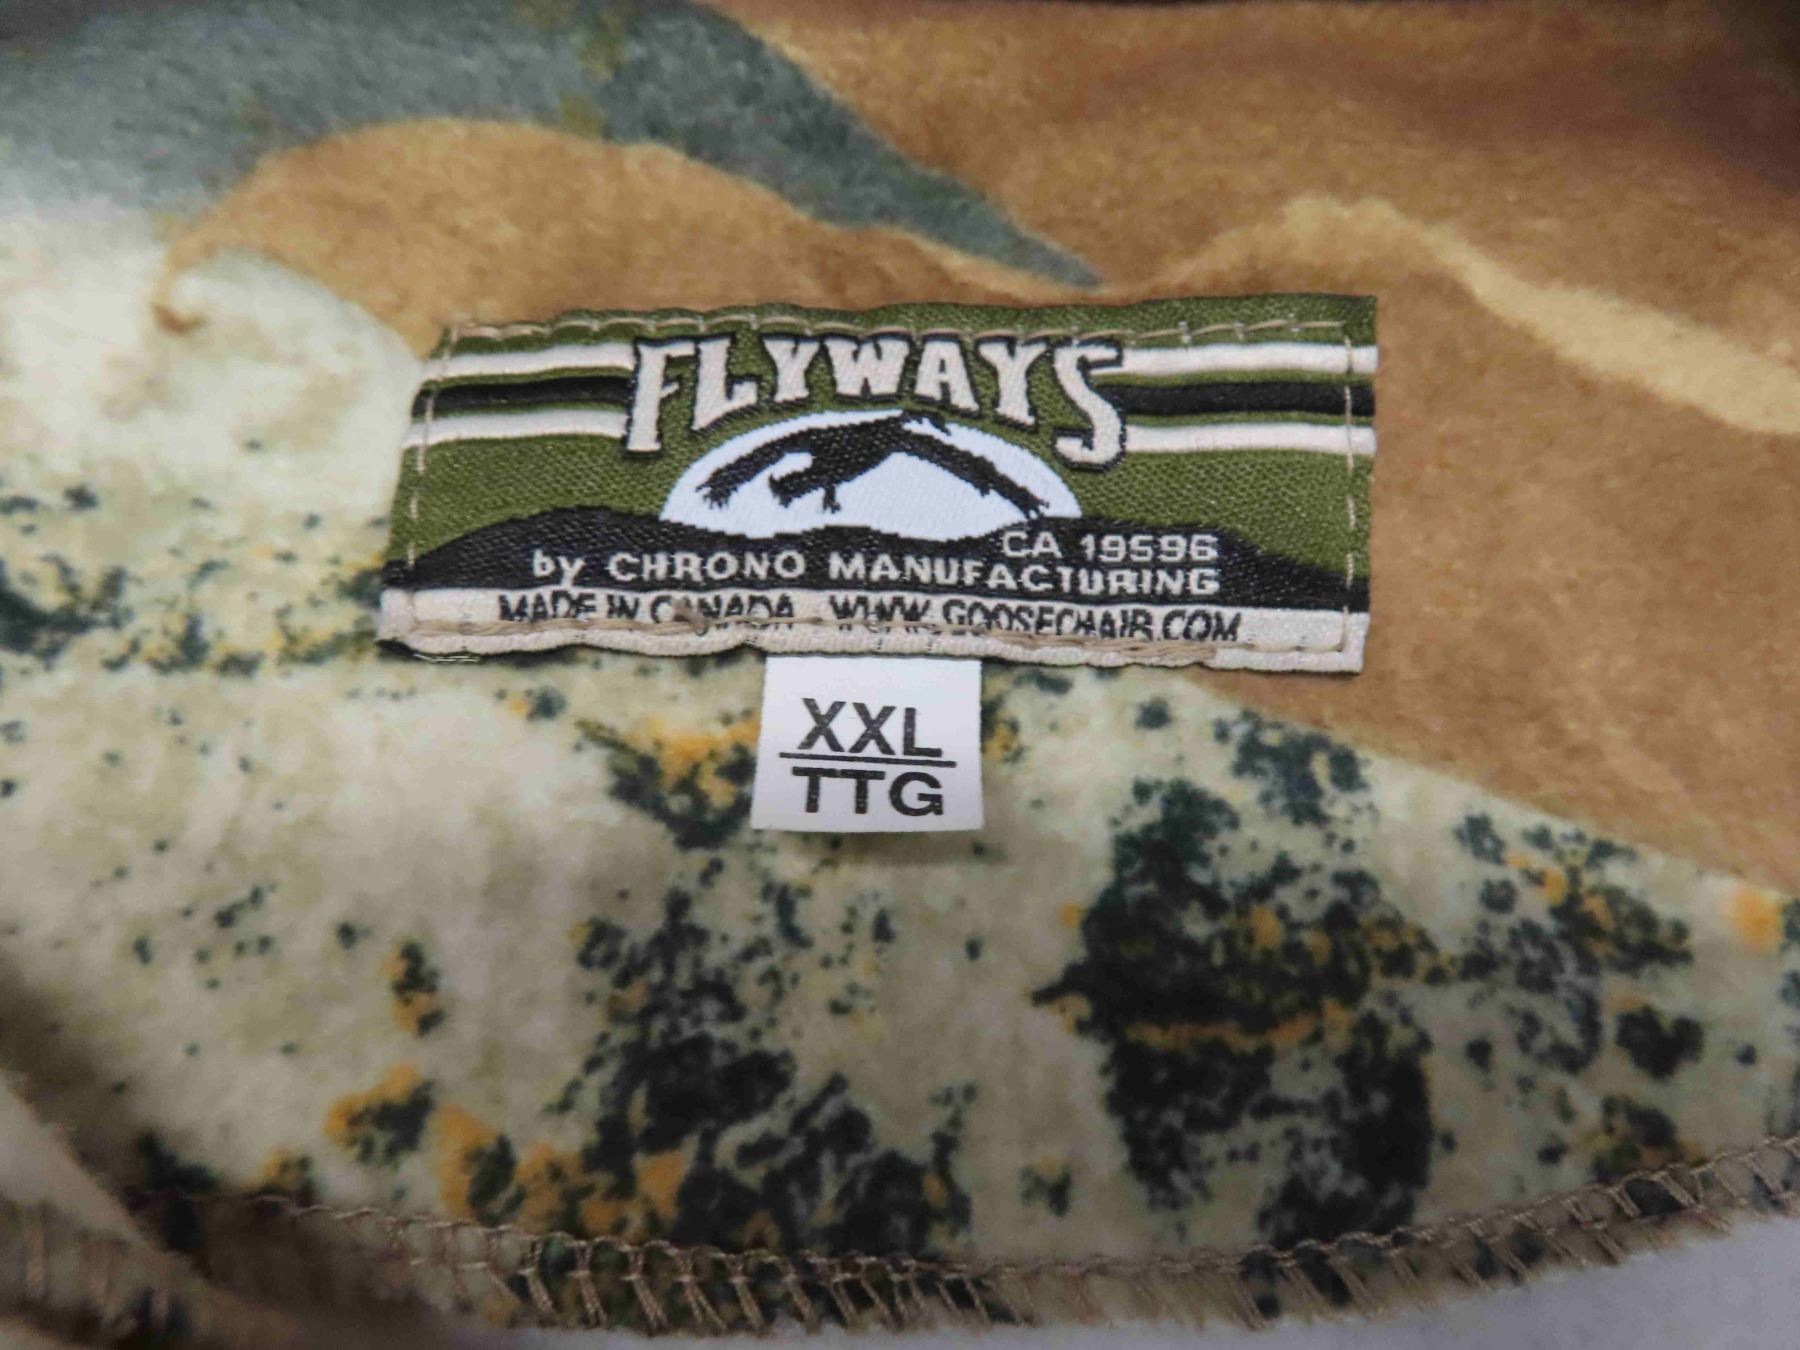 FLYWAYS
CA 19596
by CHRONO MANUFACTURING
MADE IN CANADA WWW.GOOSECHAIR.COM
XXL
TTG